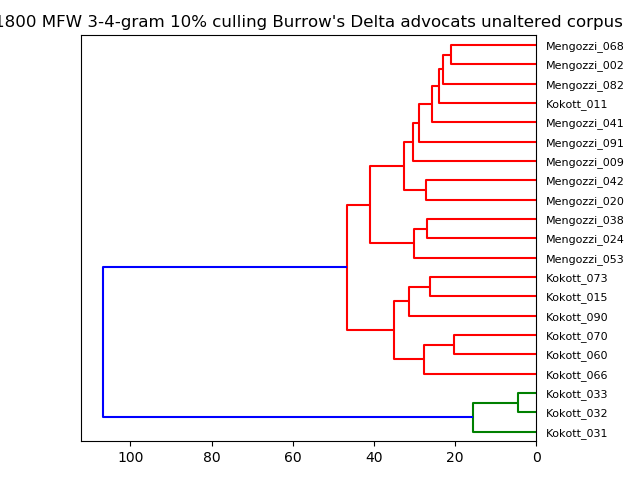 1800 MFW 3-4-gram 10% culling Burrow's Delta advocats unaltered corpus
Mengozzi_068
Mengozzi_002
Mengozzi_082
Kokott_011
Mengozzi_041
Mengozzi_091
Mengozzi_009
Mengozzi_042
Mengozzi_020
Mengozzi_038
Mengozzi_024
Mengozzi_053
Kokott_073
Kokott_015
Kokott_090
Kokott_070
Kokott_060
Kokott_066
Kokott_033
Kokott_032
Kokott_031
100 80 60 40 20 0